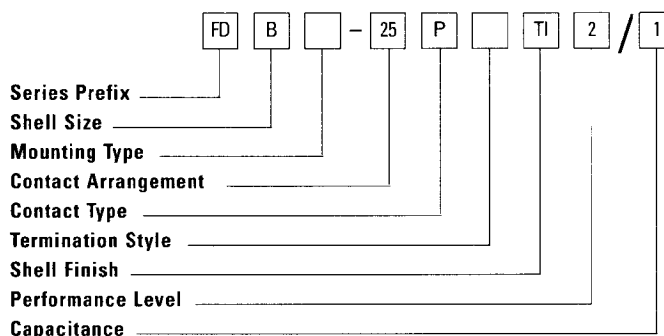 FD B - 25 P TI 2 / 1
Series Prefix
Shell Size
Mounting Type
Contact Arrangement
Contact Type
Termination Style
Shell Finish
Performance Level
Capacitance